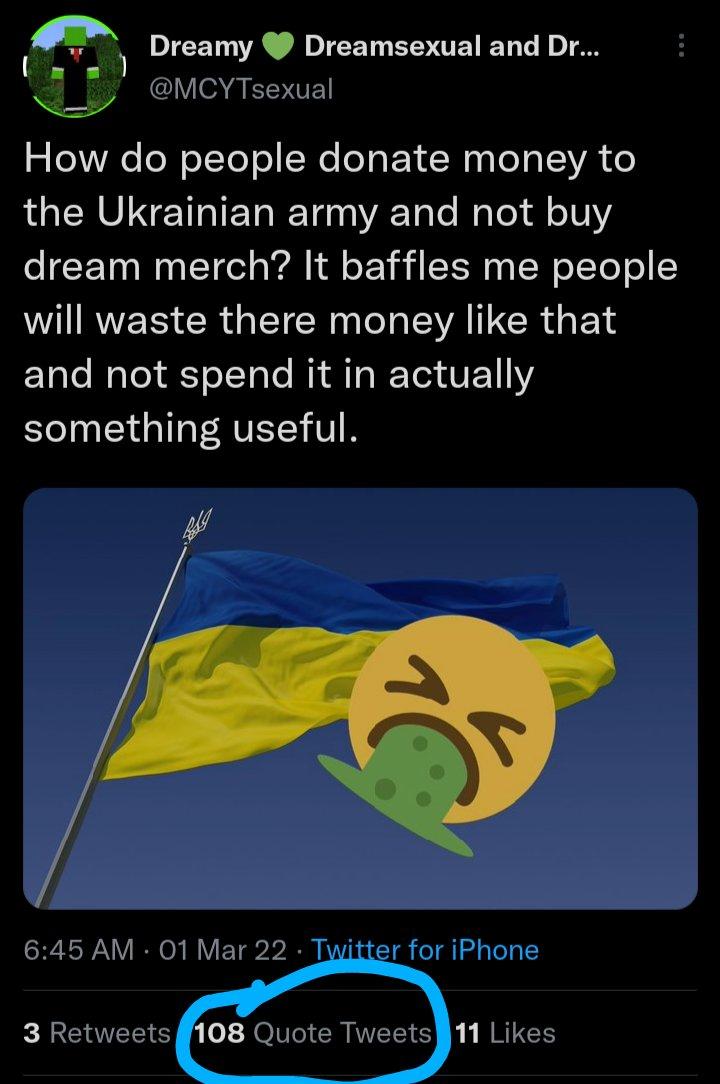 Dreamy 💚 Dreamsexual and Dr...
@MCYTsexual
How do people donate money to
the Ukrainian army and not buy
dream merch? It baffles me people
will waste there money like that
and not spend it in actually
something useful.
6:45 AM · 01 Mar 22 · Twitter for iPhone
3 Retweets 108 Quote Tweets 11 Likes